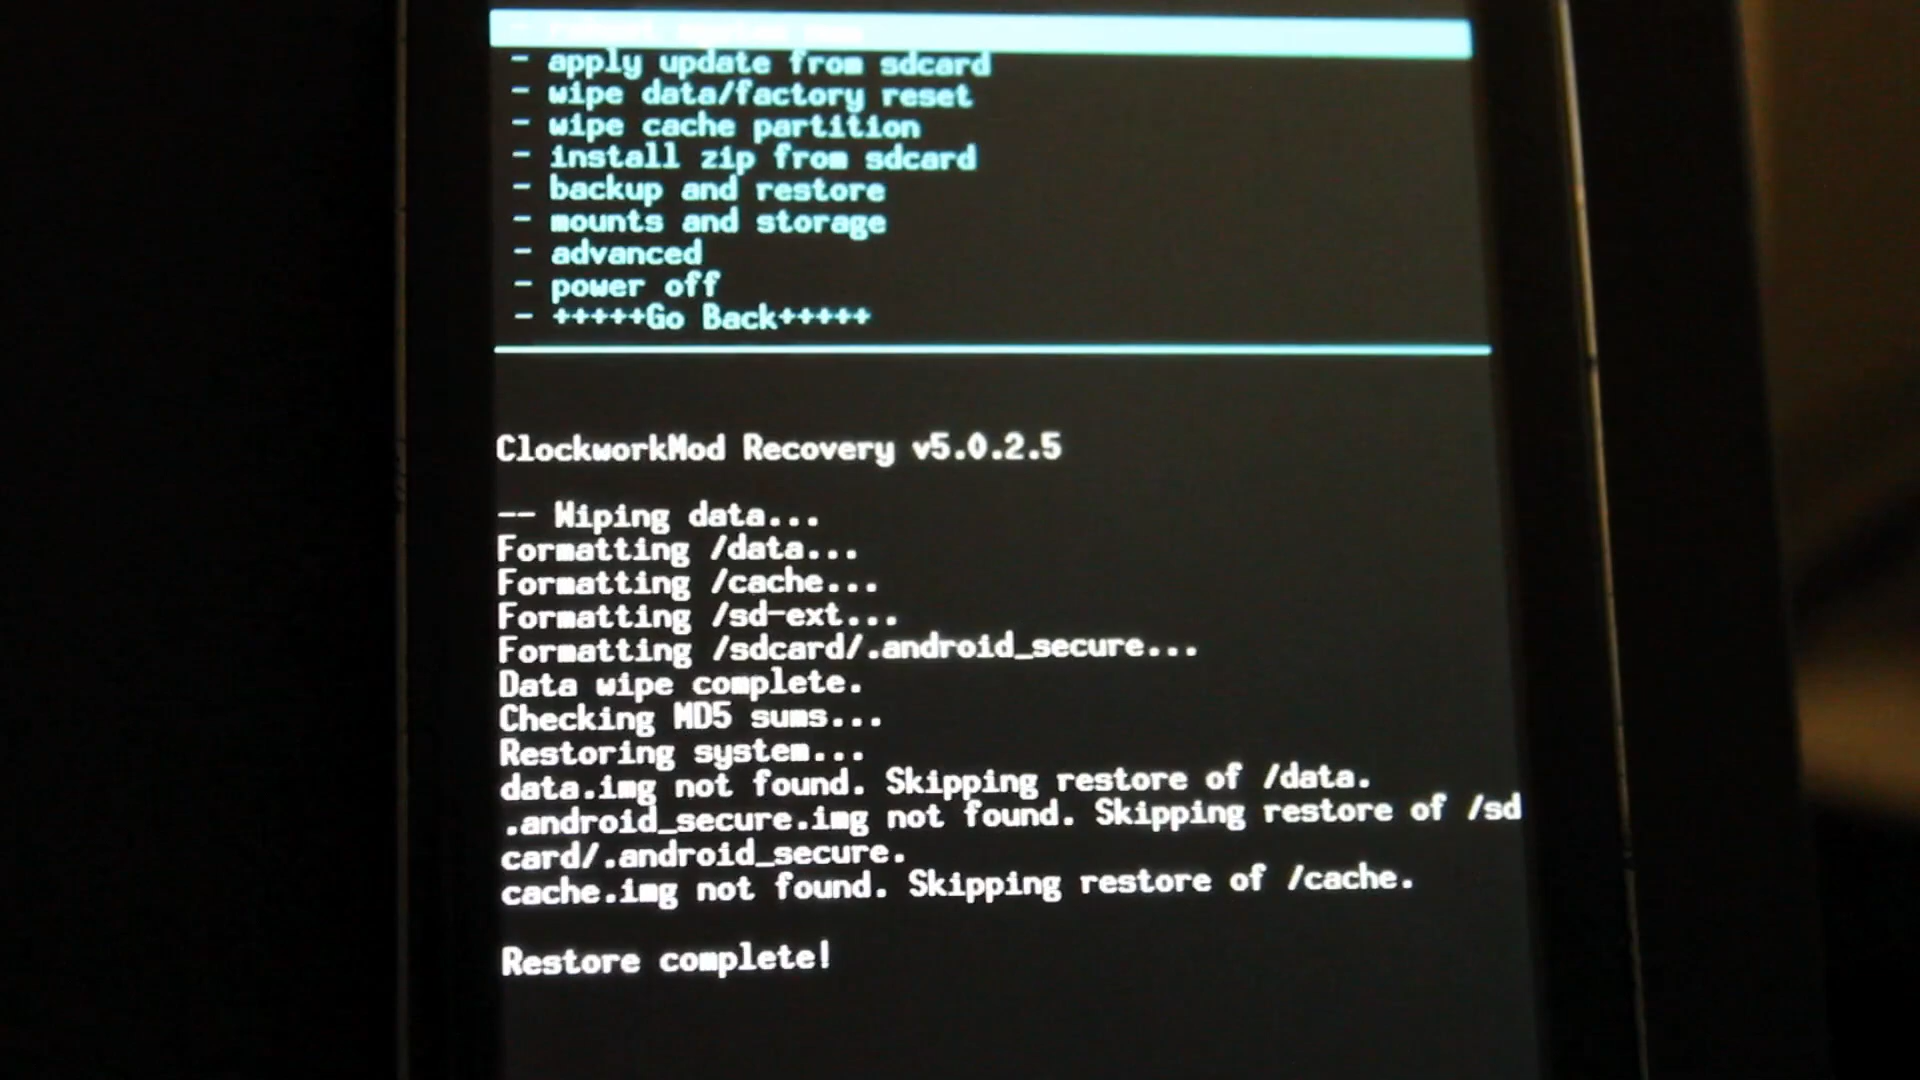 - reboot system now
- apply update from sdcard
- wipe data/factory reset
- wipe cache partition
- install zip from sdcard
- backup and restore
- mounts and storage
- advanced
- power off
- +++++Go Back+++++
ClockworkMod Recovery v5.0.2.5
-- Wiping data...
Formatting /data...
Formatting /cache...
Formatting /sd-ext...
Formatting /sdcard/.android_secure...
Data wipe complete.
Checking MD5 sums...
Restoring system...
data.img not found. Skipping restore of /data.
.android_secure.img not found. Skipping restore of /sd
card/.android_secure.
cache.img not found. Skipping restore of /cache.
Restore complete!